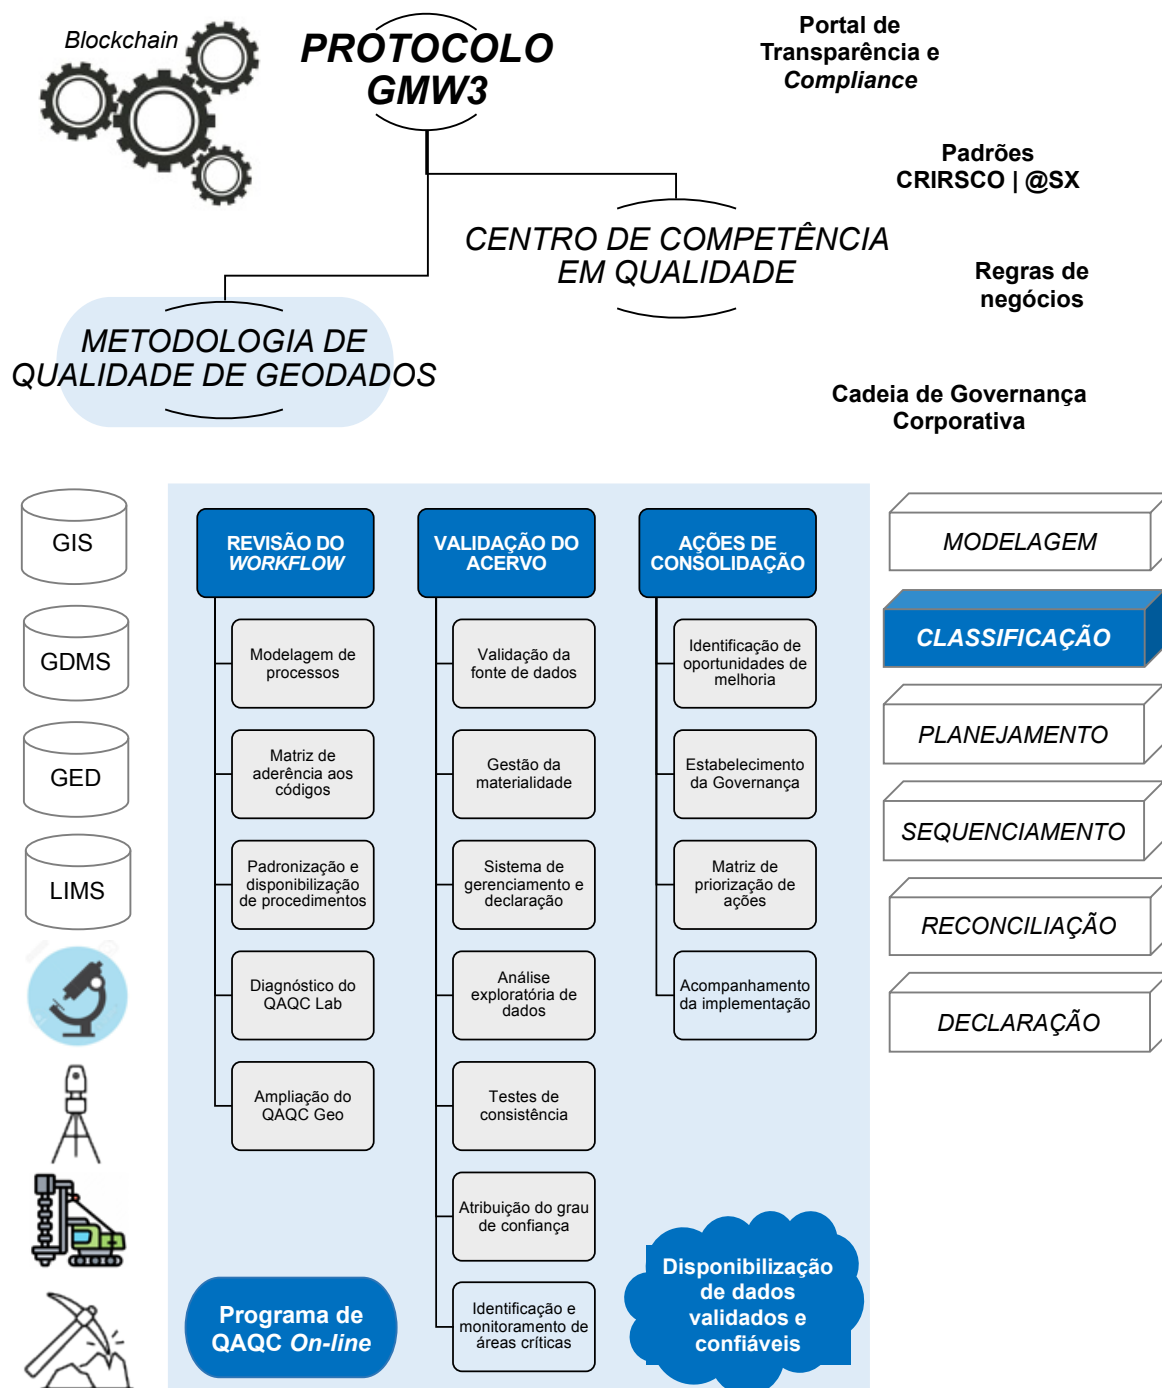 Blockchain
PROTOCOLO
GMW3
Portal de
Transparência e
Compliance
Padrões
CRIRSCO | @SX
CENTRO DE COMPETÊNCIA
EM QUALIDADE
Regras de
negócios
METODOLOGIA DE
QUALIDADE DE GEODADOS
Cadeia de Governança
Corporativa
GIS
GDMS
GED
LIMS
REVISÃO DO
WORKFLOW
Modelagem de
processos
Matriz de
aderência aos
códigos
Padronização e
disponibilização
de procedimentos
Diagnóstico do
QAQC Lab
Ampliação do
QAQC Geo
Programa de
QAQC On-line
VALIDAÇÃO DO
ACERVO
Validação da
fonte de dados
Gestão da
materialidade
Sistema de
gerenciamento e
declaração
Análise
exploratória de
dados
Testes de
consistência
Atribuição do grau
de confiança
Identificação e
monitoramento de
áreas críticas
AÇÕES DE
CONSOLIDAÇÃO
Identificação de
oportunidades de
melhoria
Estabelecimento
da Governança
Matriz de
priorização de
ações
Acompanhamento
da implementação
Disponibilização
de dados
validados e
confiáveis
MODELAGEM
CLASSIFICAÇÃO
PLANEJAMENTO
SEQUENCIAMENTO
RECONCILIAÇÃO
DECLARAÇÃO